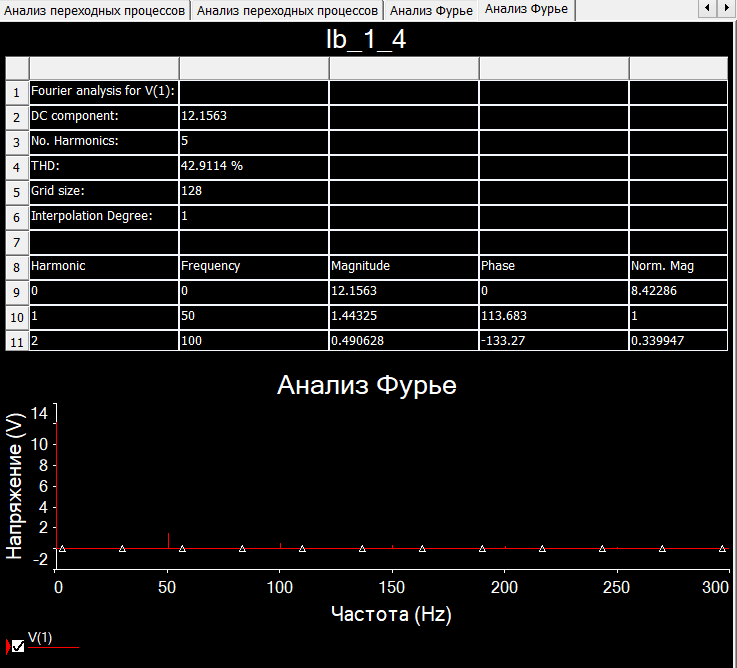 Анализ переходных процессов Анализ переходных процессов Анализ Фурье Анализ Фурье
Ib_1_4
1 Fourier analysis for V(1):
2 DC component: 12.1563
3 No. Harmonics: 5
4 THD: 42.9114 %
5 Grid size: 128
6 Interpolation Degree: 1
7
8 Harmonic Frequency Magnitude Phase Norm. Mag
9 0 0 12.1563 0 8.42286
10 1 50 1.44325 113.683 1
11 2 100 0.490628 -133.27 0.339947
Анализ Фурье
Напряжение (V)
14
10
8
6
4
2
-2
0 50 100 150 200 250 300
Частота (Hz)
V(1)